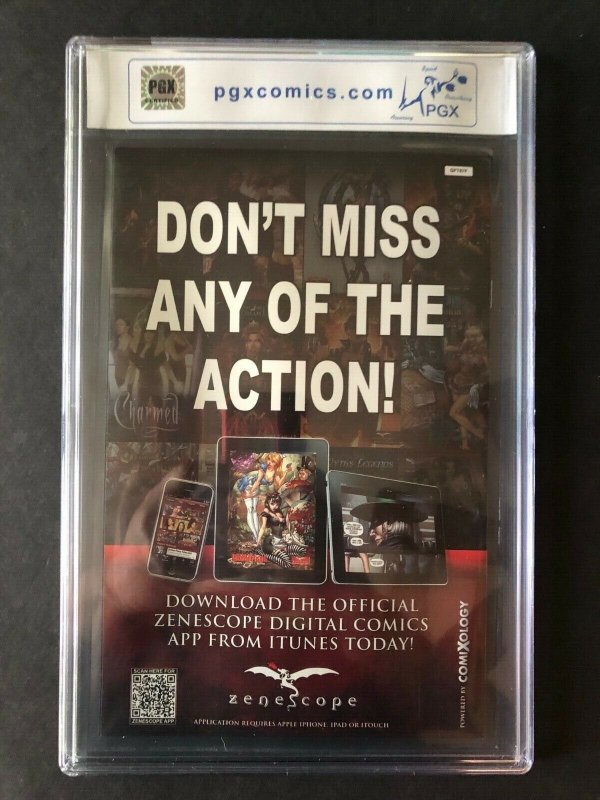 PGX
CERTIFIED
pgxcomics.com
PGX
DON'T MISS
ANY OF THE
ACTION!
Charmed
DOWNLOAD THE OFFICIAL
ZENESCOPE DIGITAL COMICS
APP FROM ITUNES TODAY!
SCAN HERE FOR
ZENESCOPE APP
zenescope
APPLICATION REQUIRES APPLE IPHONE, IPAD OR ITOUCH
POWERED BY COMIXOLOGY